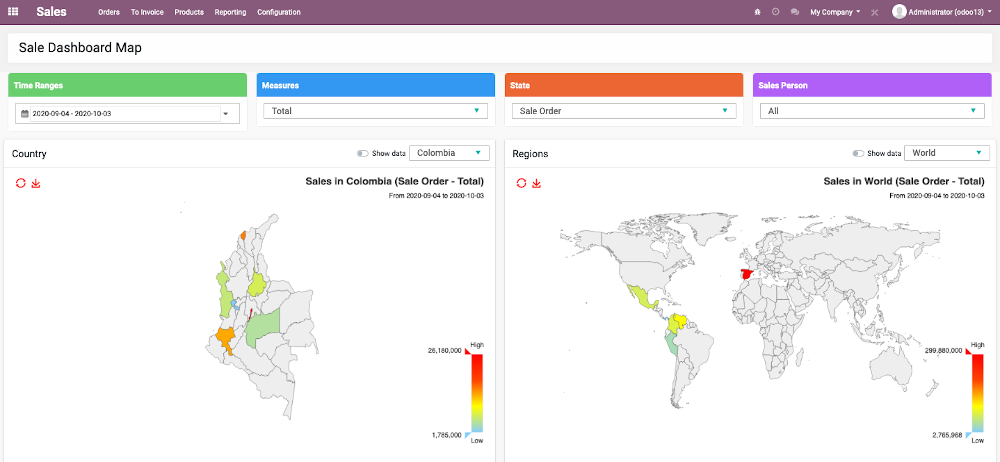 Sales Orders To Invoice Products Reporting Configuration My Company Administrator (odoo13)
Sale Dashboard Map
Time Ranges Measures State Sales Person
2020-09-04 - 2020-10-03 Total Sale Order All
Country Show data Colombia
Sales in Colombia (Sale Order - Total)
From 2020-09-04 to 2020-10-03
High
26,180,000
1,785,000
Low
Regions Show data World
Sales in World (Sale Order - Total)
From 2020-09-04 to 2020-10-03
High
299,880,000
2,765,968
Low